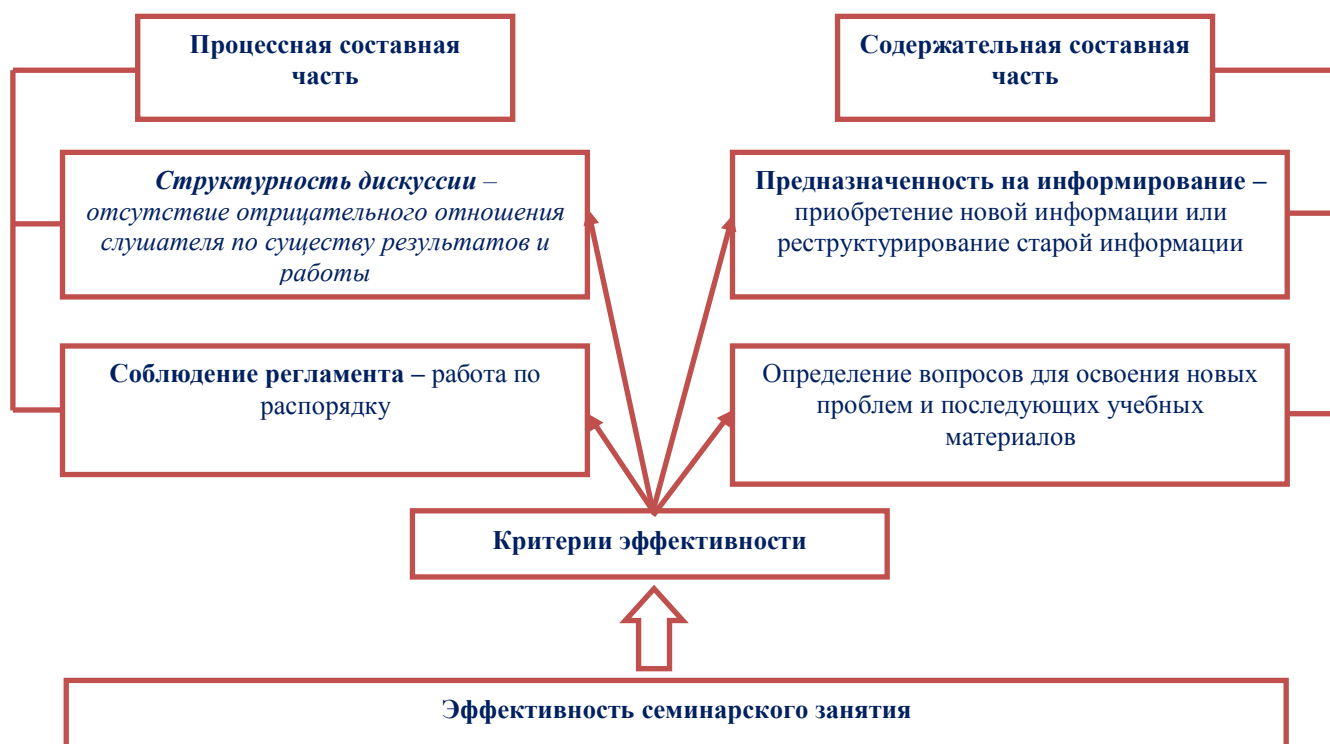 Процессная составная
часть
Содержательная составная
часть
Структурность дискуссии –
отсутствие отрицательного отношения
слушателя по существу результатов и
работы
Предназначенность на информирование –
приобретение новой информации или
реструктурирование старой информации
Соблюдение регламента – работа по
распорядку
Определение вопросов для освоения новых
проблем и последующих учебных
материалов
Критерии эффективности
Эффективность семинарского занятия